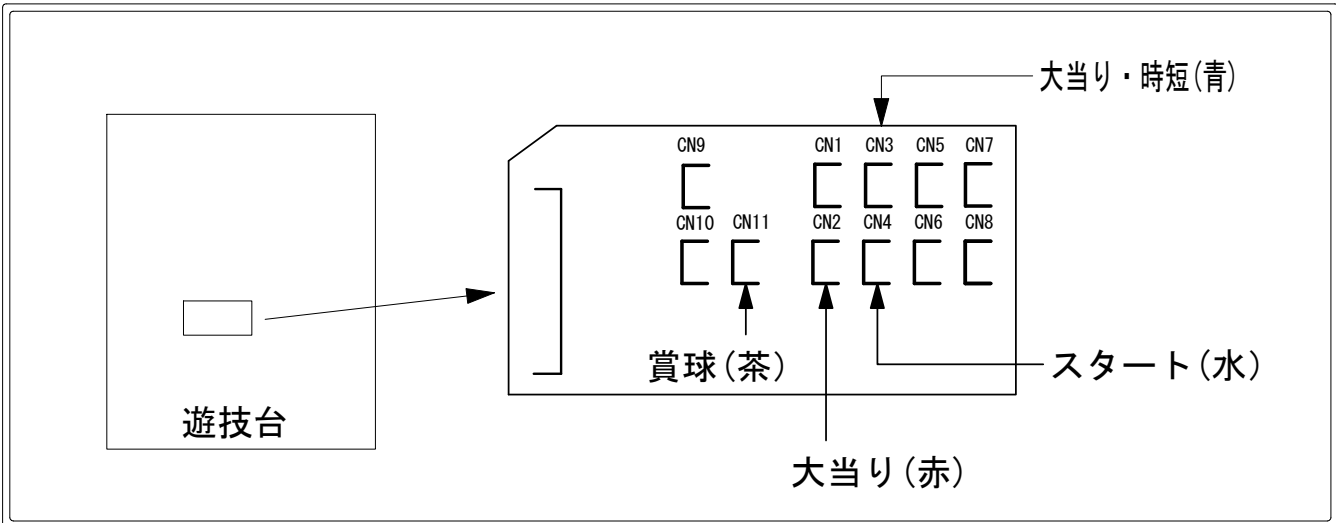 大当り・時短(青)
CN9 CN1 CN3 CN5 CN7
CN10 CN11 CN2 CN4 CN6 CN8
賞球(茶)
スタート(水)
遊技台
大当り(赤)